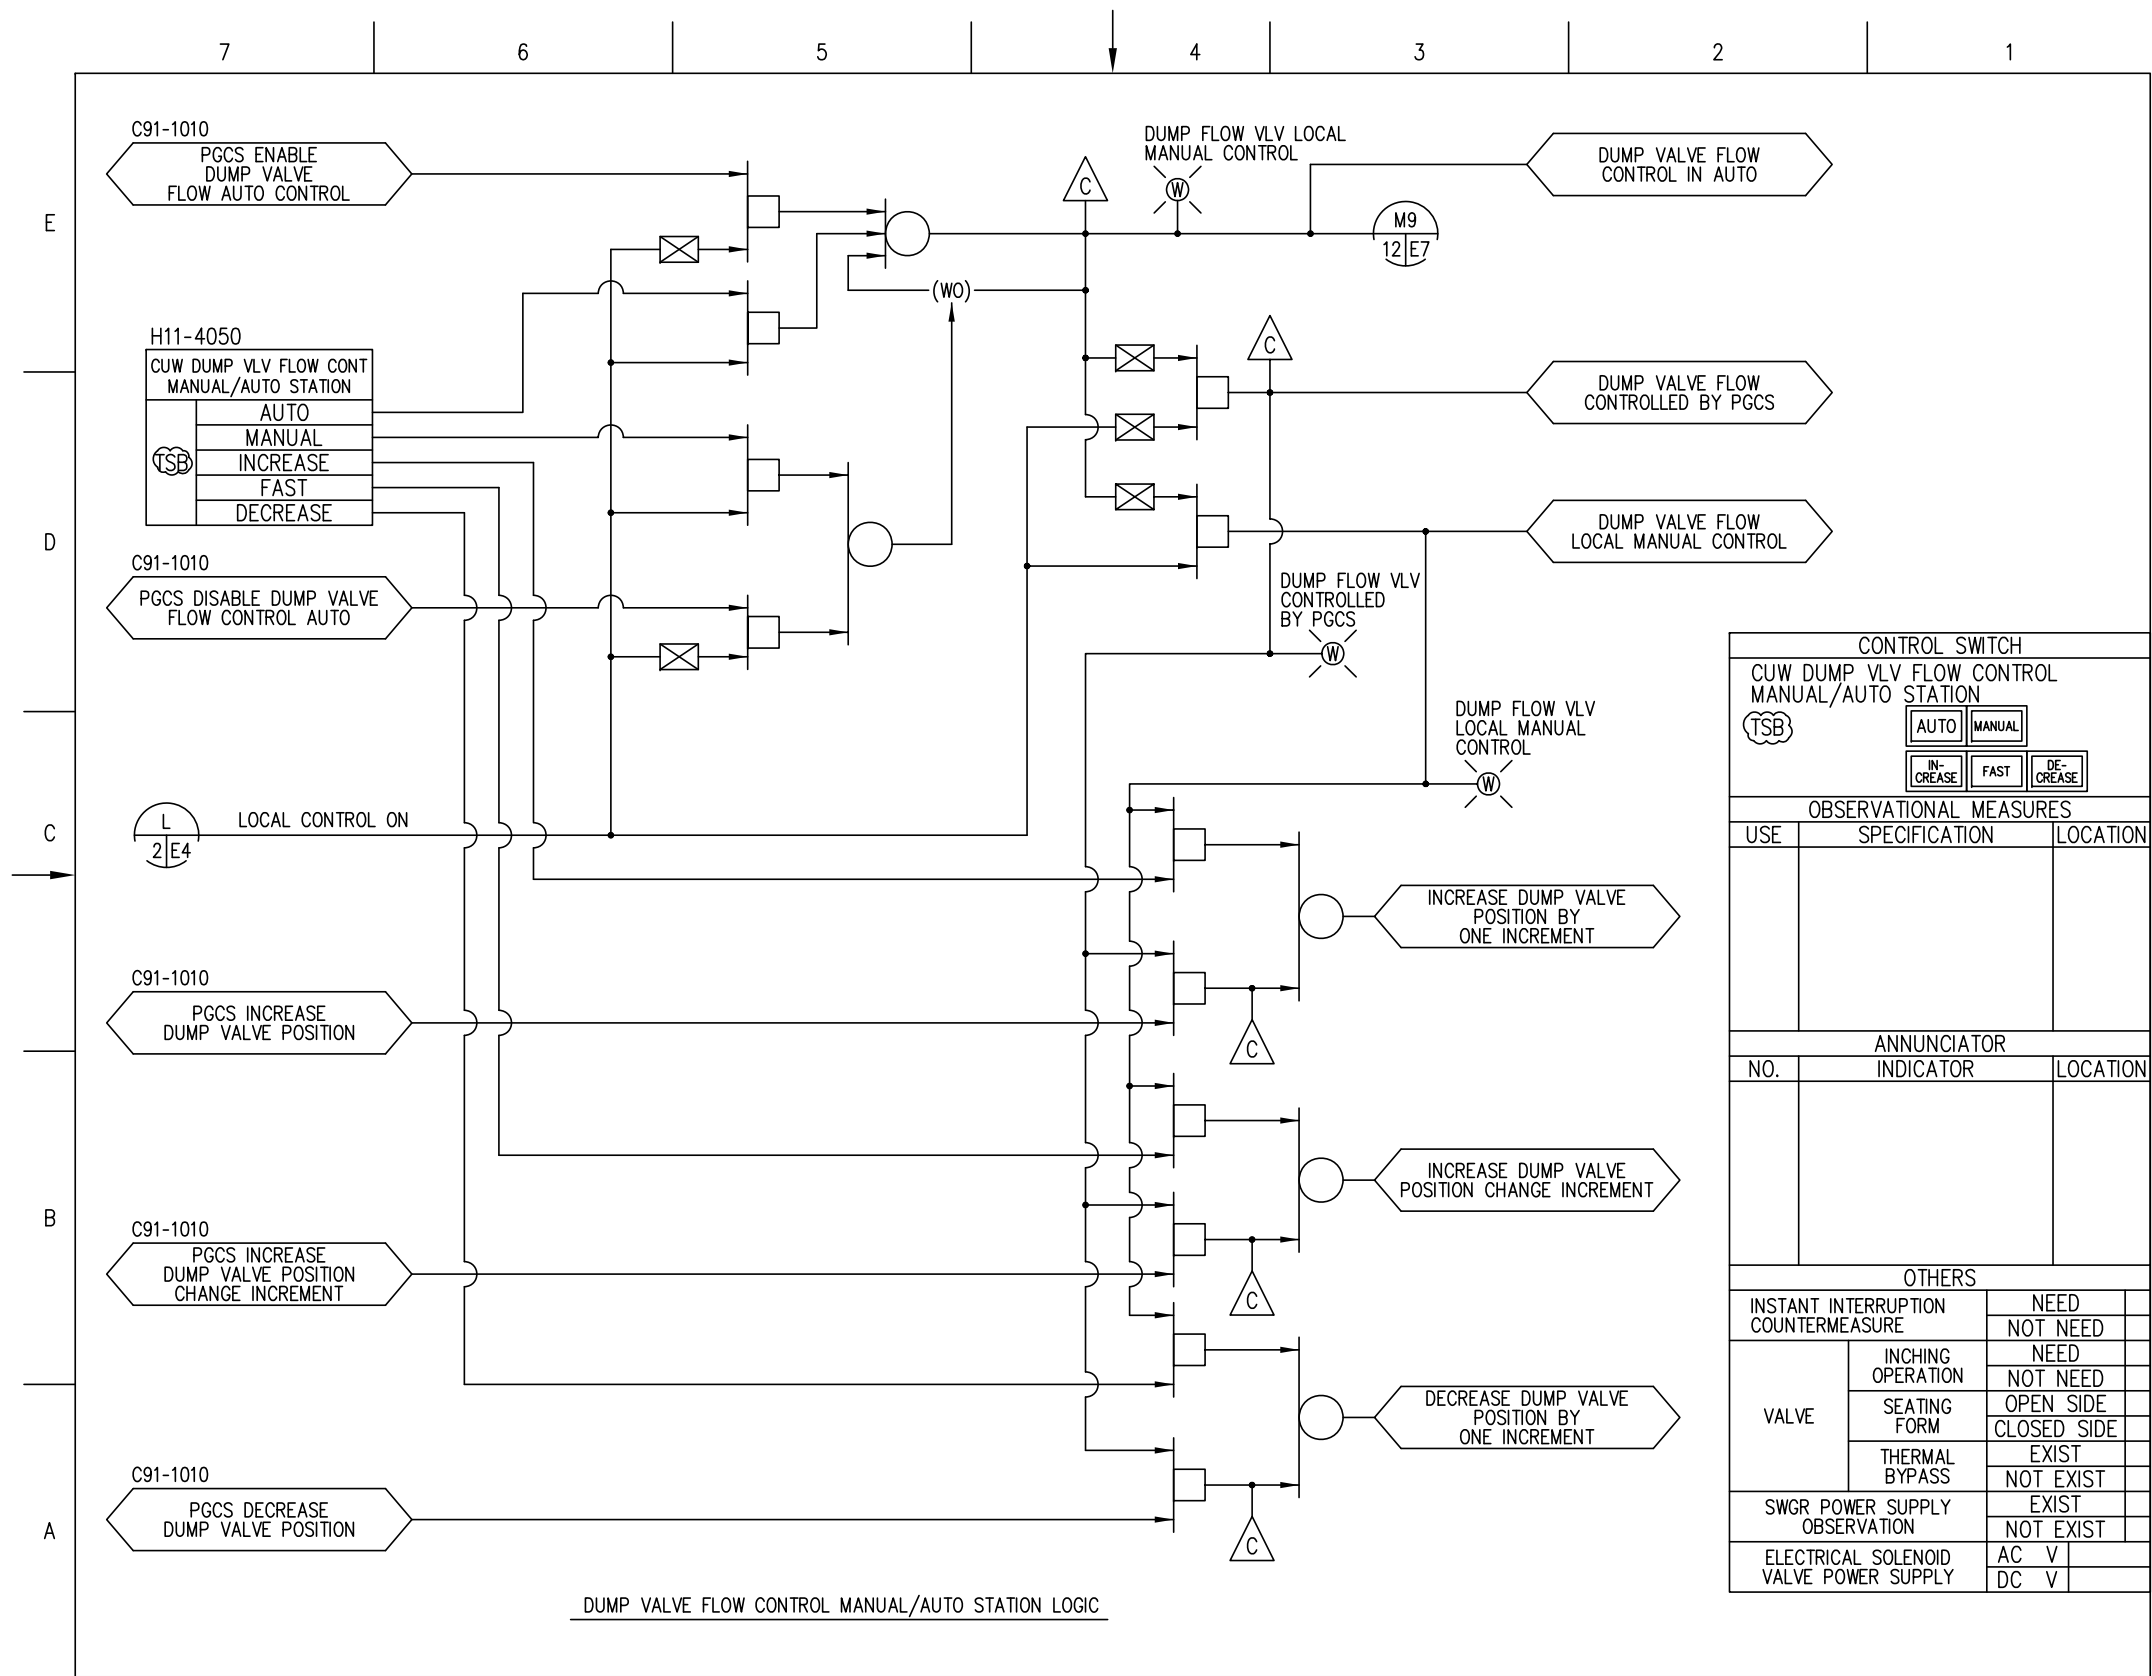 7
6
5
4
3
2
1
E
D
C
B
A
C91-1010
PGCS ENABLE
DUMP VALVE
FLOW AUTO CONTROL
H11-4050
CUW DUMP VLV FLOW CONT
MANUAL/AUTO STATION
TSB
AUTO
MANUAL
INCREASE
FAST
DECREASE
C91-1010
PGCS DISABLE DUMP VALVE
FLOW CONTROL AUTO
L
2 E4
LOCAL CONTROL ON
C91-1010
PGCS INCREASE
DUMP VALVE POSITION
C91-1010
PGCS INCREASE
DUMP VALVE POSITION
CHANGE INCREMENT
C91-1010
PGCS DECREASE
DUMP VALVE POSITION
(WO)
C
DUMP FLOW VLV LOCAL
MANUAL CONTROL
W
M9
12 E7
DUMP VALVE FLOW
CONTROL IN AUTO
C
DUMP VALVE FLOW
CONTROLLED BY PGCS
DUMP VALVE FLOW
LOCAL MANUAL CONTROL
DUMP FLOW VLV
CONTROLLED
BY PGCS
W
DUMP FLOW VLV
LOCAL MANUAL
CONTROL
W
INCREASE DUMP VALVE
POSITION BY
ONE INCREMENT
C
INCREASE DUMP VALVE
POSITION CHANGE INCREMENT
C
DECREASE DUMP VALVE
POSITION BY
ONE INCREMENT
C
DUMP VALVE FLOW CONTROL MANUAL/AUTO STATION LOGIC
CONTROL SWITCH
CUW DUMP VLV FLOW CONTROL
MANUAL/AUTO STATION
TSB
AUTO
MANUAL
IN-
CREASE
FAST
DE-
CREASE
OBSERVATIONAL MEASURES
USE SPECIFICATION LOCATION
ANNUNCIATOR
NO. INDICATOR LOCATION
OTHERS
INSTANT INTERRUPTION
COUNTERMEASURE
NEED
NOT NEED
VALVE
INCHING
OPERATION
NEED
NOT NEED
SEATING
FORM
OPEN SIDE
CLOSED SIDE
THERMAL
BYPASS
EXIST
NOT EXIST
SWGR POWER SUPPLY
OBSERVATION
EXIST
NOT EXIST
ELECTRICAL SOLENOID
VALVE POWER SUPPLY
AC V
DC V